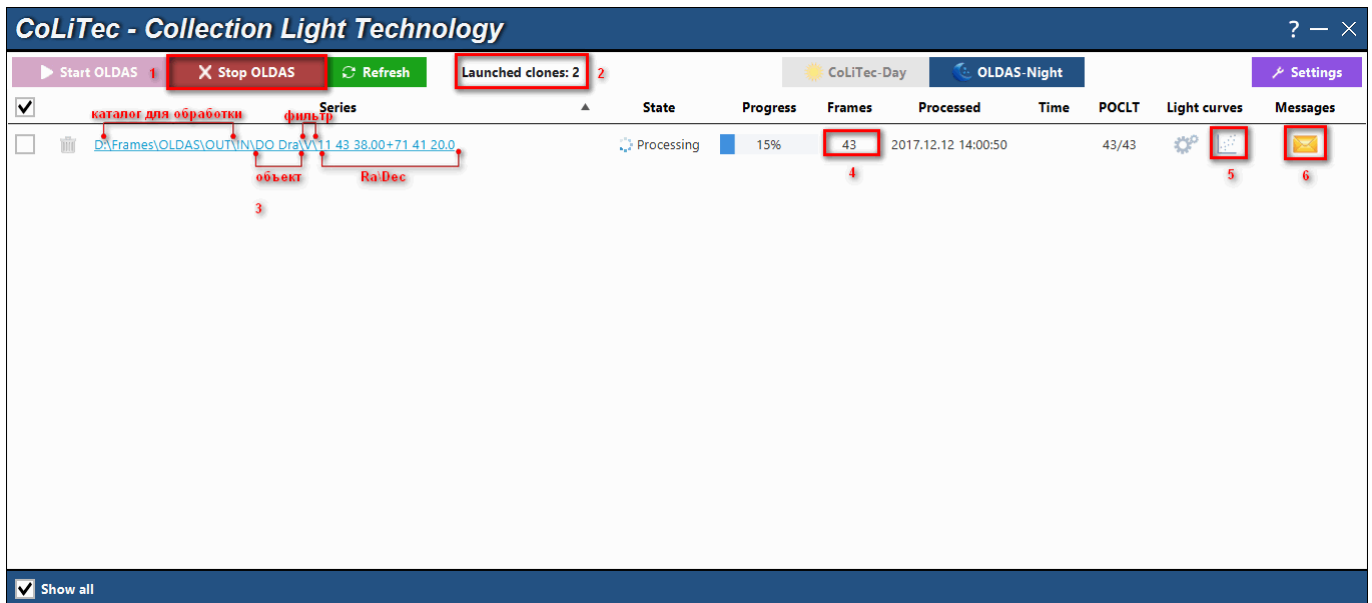 CoLiTec - Collection Light Technology
Start OLDAS 1 Stop OLDAS Refresh Launched clones: 2 2 CoLiTec-Day OLDAS-Night Settings
Series State Progress Frames Processed Time POCLT Light curves Messages
каталог для обработки фильтр
D:\Frames\OLDAS\OUT\IN\DO Dra\V\11 43 38.00+71 41 20.0 Processing 15% 43 2017.12.12 14:00:50 43/43
объект Ra\Dec 4 5 6
3
Show all